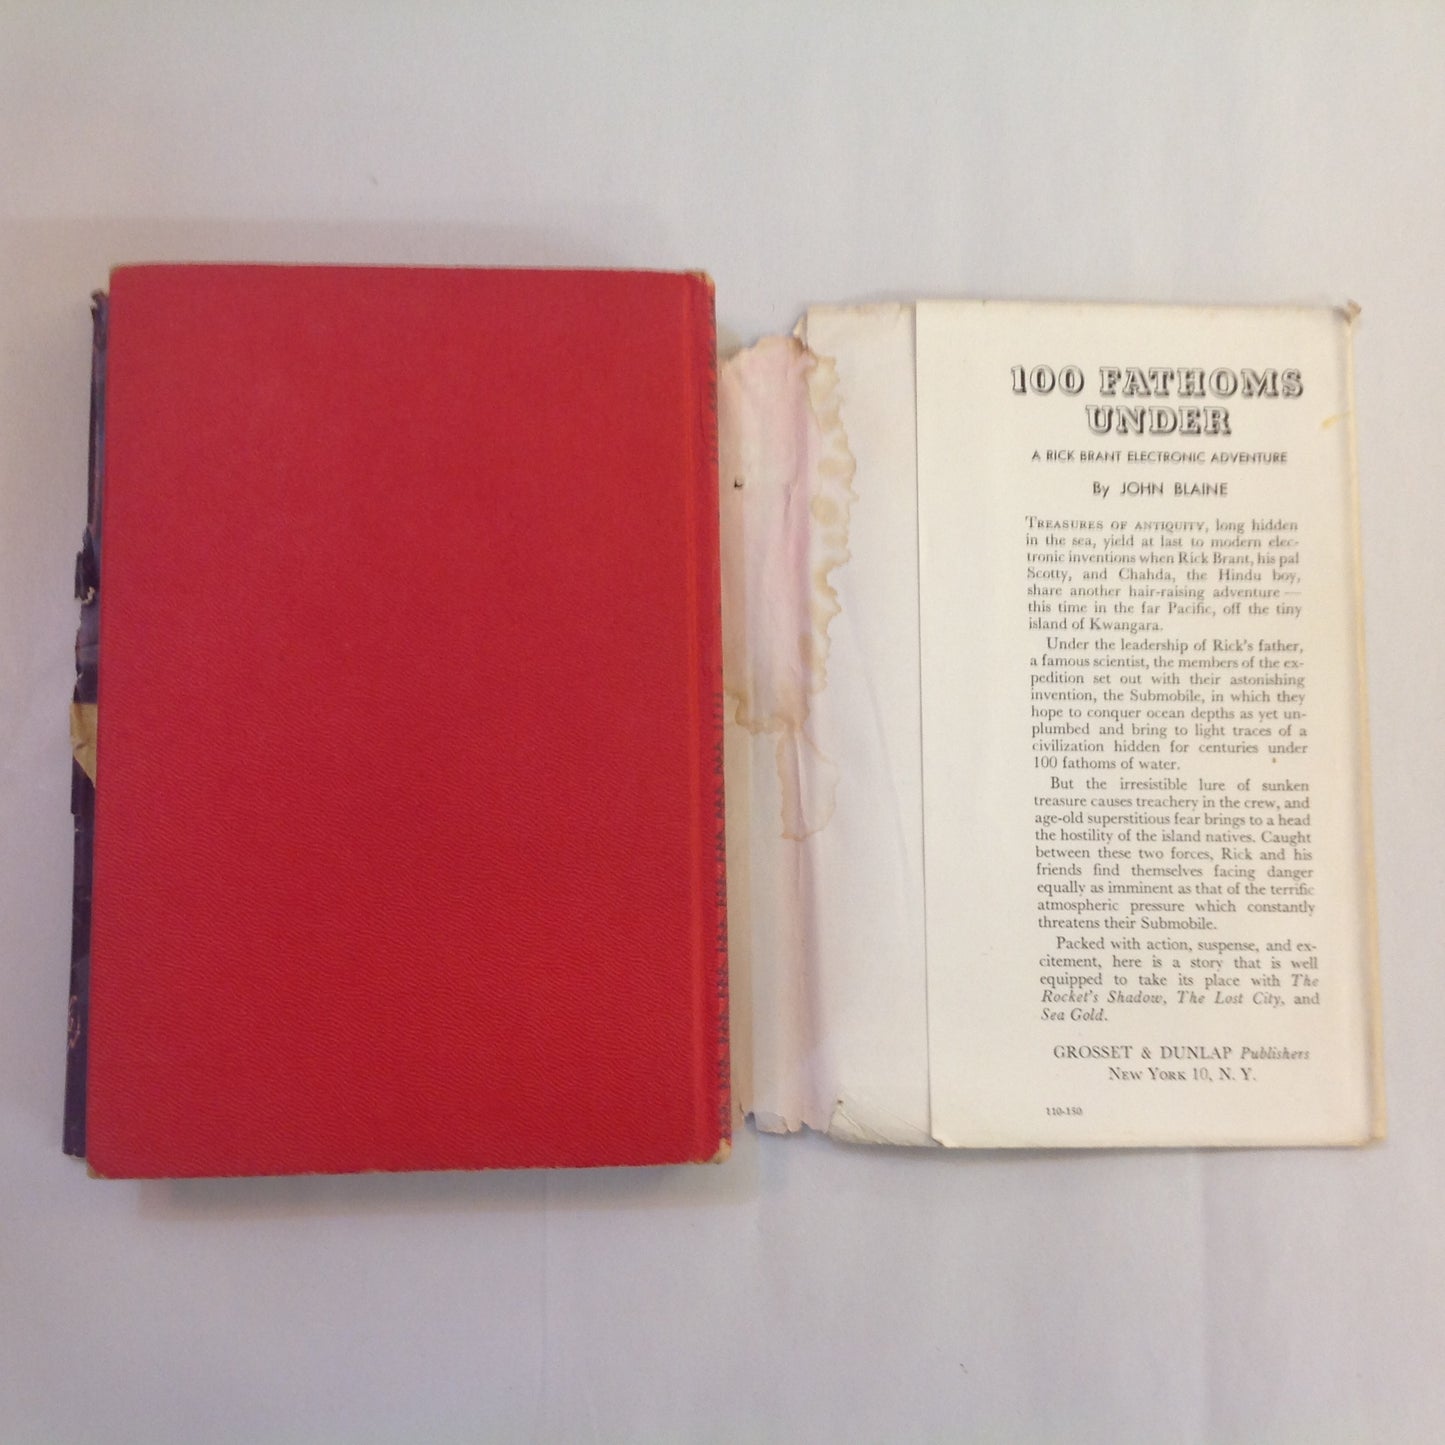 100 FATHOMS
UNDER
A RICK BRANT ELECTRONIC ADVENTURE
By JOHN BLAINE
TREASURES OF ANTIQUITY, long hidden
in the sea, yield at last to modern elec-
tronic inventions when Rick Brant, his pal
Scotty, and Chahda, the Hindu boy,
share another hair-raising adventure—
this time in the far Pacific, off the tiny
island of Kwangara.
Under the leadership of Rick's father,
a famous scientist, the members of the ex-
pedition set out with their astonishing
invention, the Submobile, in which they
hope to conquer ocean depths as yet un-
plumbed and bring to light traces of a
civilization hidden for centuries under
100 fathoms of water.
But the irresistible lure of sunken
treasure causes treachery in the crew, and
age-old superstitious fear brings to a head
the hostility of the island natives. Caught
between these two forces, Rick and his
friends find themselves facing danger
equally as imminent as that of the terrific
atmospheric pressure which constantly
threatens their Submobile.
Packed with action, suspense, and ex-
citement, here is a story that is well
equipped to take its place with The
Rocket's Shadow, The Lost City, and
Sea Gold.
GROSSET & DUNLAP Publishers
NEW YORK 10, N. Y.
110-150